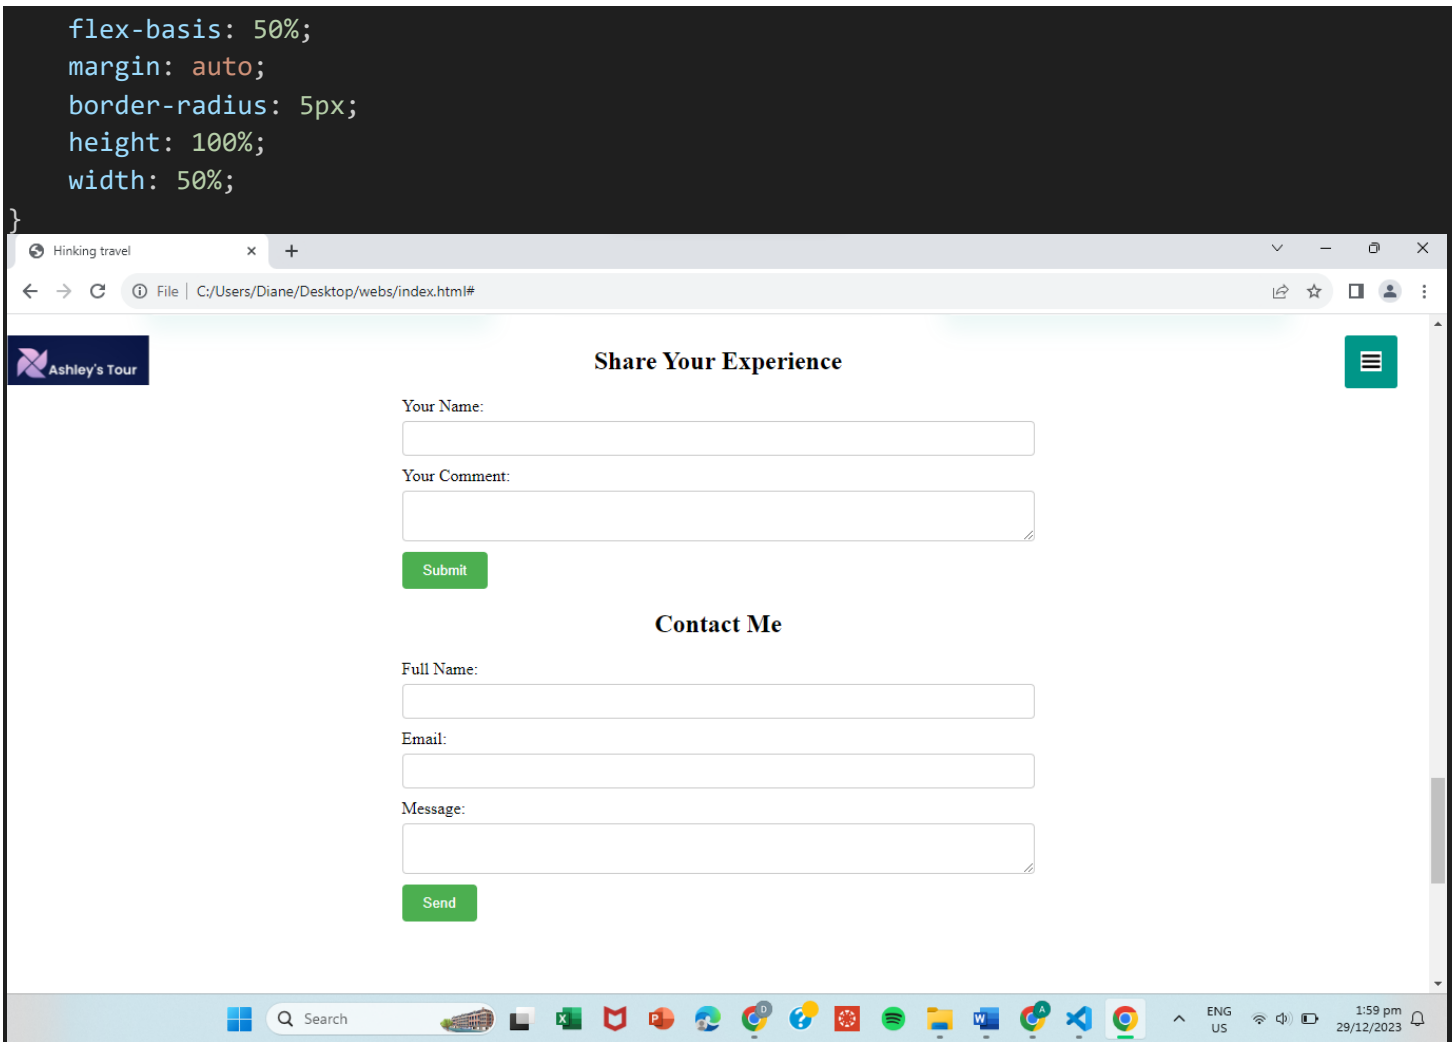 flex-basis: 50%;
margin: auto;
border-radius: 5px;
height: 100%;
width: 50%;
}
Hinking travel
File C:/Users/Diane/Desktop/webs/index.html#
Ashley's Tour
Share Your Experience
Your Name:
Your Comment:
Submit
Contact Me
Full Name:
Email:
Message:
Send
Search
ENG
US
1:59 pm
29/12/2023